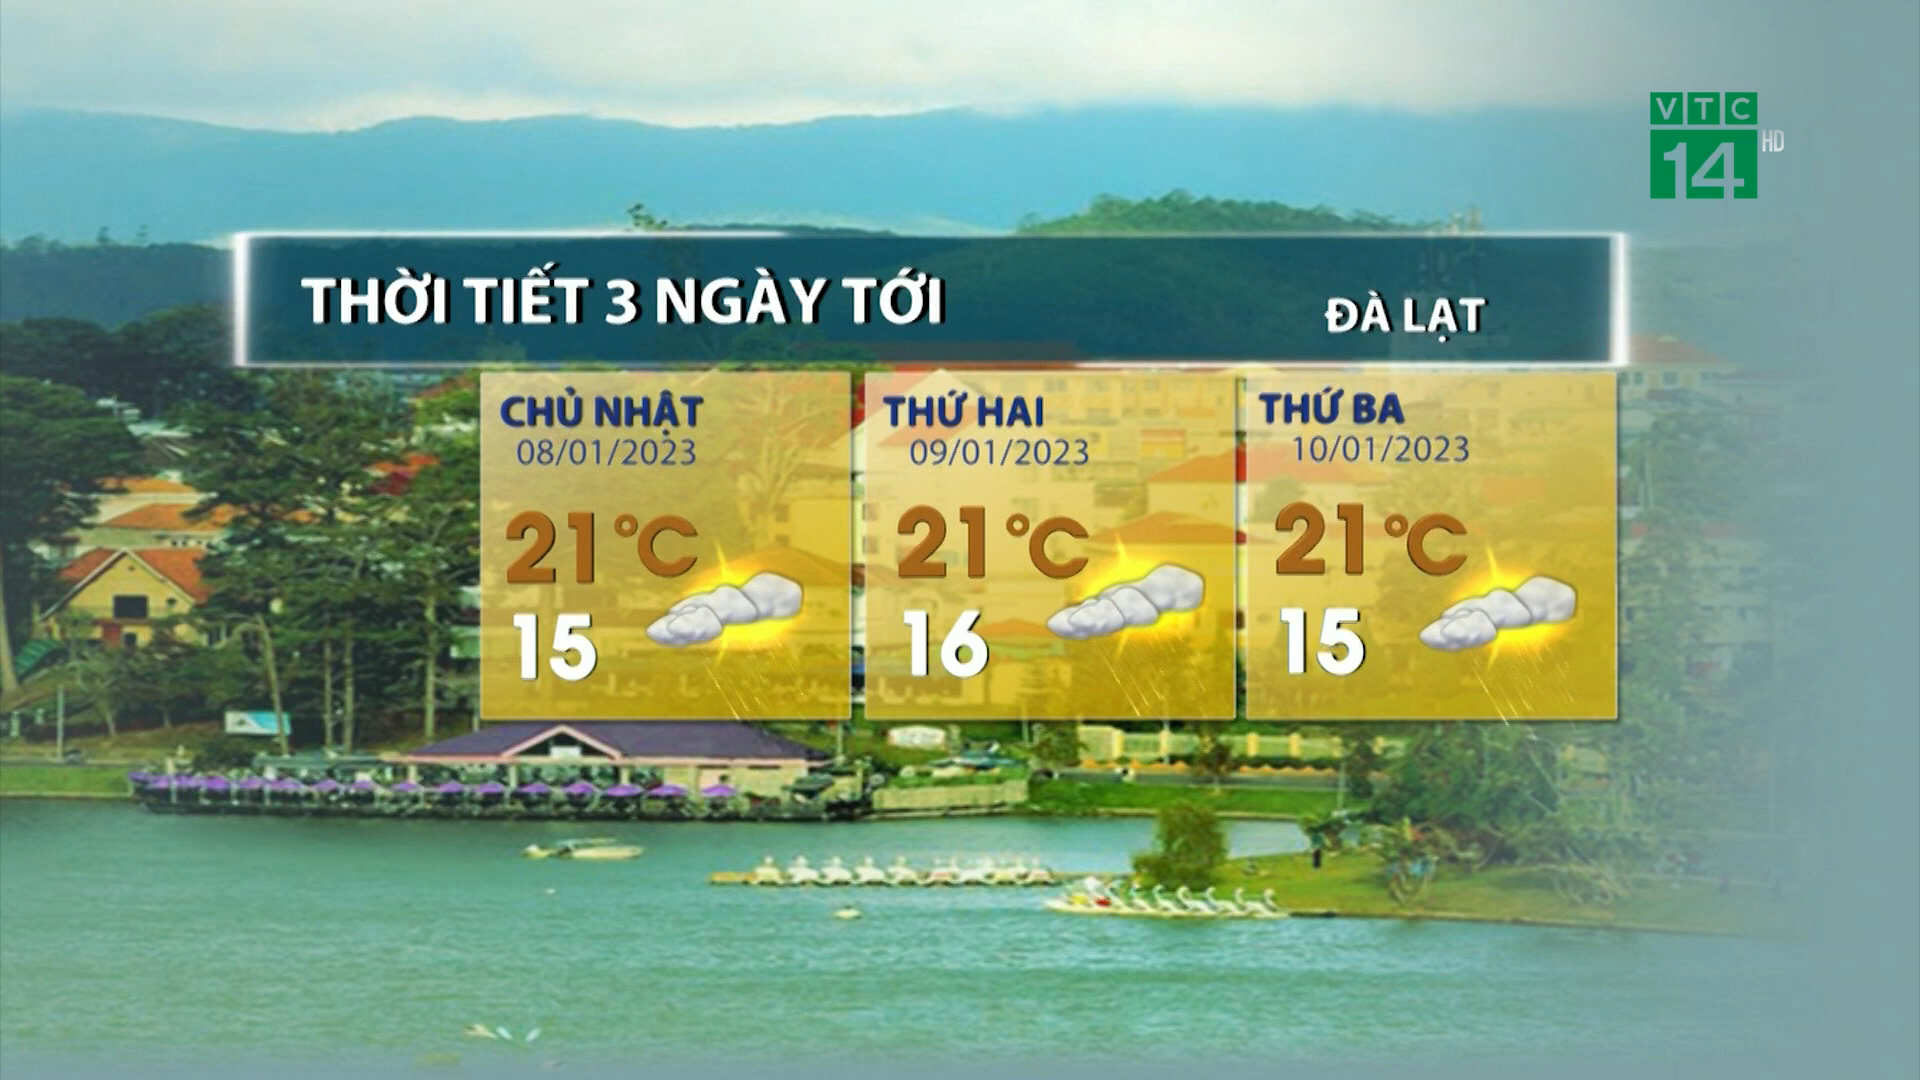 VTC
14 HD
THỜI TIẾT 3 NGÀY TỚI
ĐÀ LẠT
CHỦ NHẬT
08/01/2023
21°C
15
THỨ HAI
09/01/2023
21°C
16
THỨ BA
10/01/2023
21°C
15